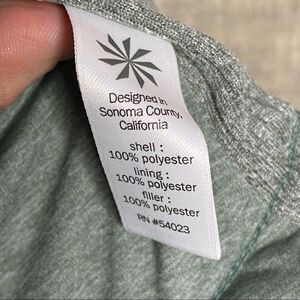 Designed in
Sonoma County,
California
shell :
100% polyester
lining :
100% polyester
filler :
100% polyester
RN #54023